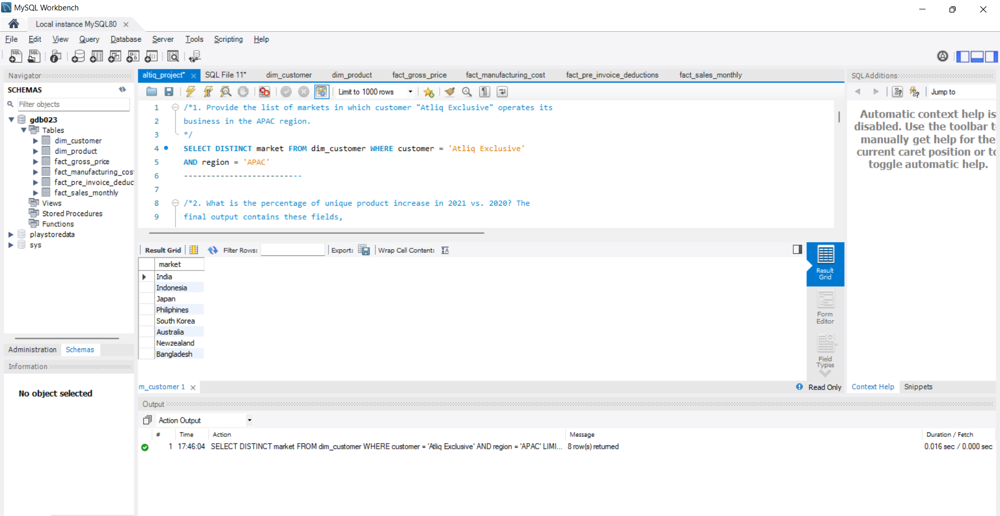 MySQL Workbench
Local instance MySQL80
File Edit View Query Database Server Tools Scripting Help
Navigator
SCHEMAS
Filter objects
gdb023
Tables
dim_customer
dim_product
fact_gross_price
fact_manufacturing_cos
fact_pre_invoice_deduc
fact_sales_monthly
Views
Stored Procedures
Functions
playstoredata
sys
Administration Schemas
Information
No object selected
altiq_project* SQL File 11* dim_customer dim_product fact_gross_price fact_manufacturing_cost fact_pre_invoice_deductions fact_sales_monthly
Limit to 1000 rows
1 /*1. Provide the list of markets in which customer "Atliq Exclusive" operates its
2 business in the APAC region.
3 */
4 SELECT DISTINCT market FROM dim_customer WHERE customer = 'Atliq Exclusive'
5 AND region = 'APAC'
6 --------------------------
7
8 /*2. What is the percentage of unique product increase in 2021 vs. 2020? The
9 final output contains these fields,
Result Grid Filter Rows: Export: Wrap Cell Content:
market
India
Indonesia
Japan
Philiphines
South Korea
Australia
Newzealand
Bangladesh
Result
Grid
Form
Editor
Field
Types
m_customer 1
Read Only
SQLAdditions
Jump to
Automatic context help is
disabled. Use the toolbar t
manually get help for the
current caret position or to
toggle automatic help.
Context Help Snippets
Output
Action Output
# Time Action Message Duration / Fetch
1 17:46:04 SELECT DISTINCT market FROM dim_customer WHERE customer = 'Atliq Exclusive' AND region = 'APAC' LIMI... 8 row(s) returned 0.016 sec / 0.000 sec